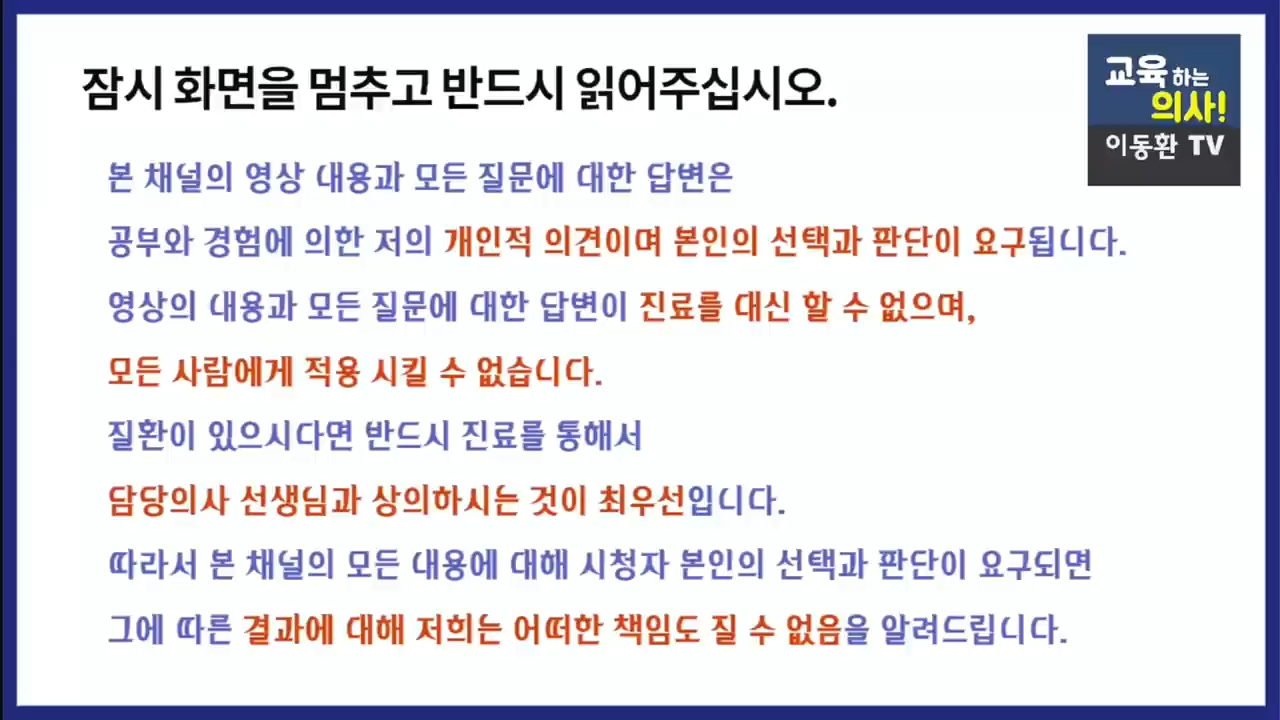 잠시 화면을 멈추고 반드시 읽어주십시오.
교육하는
의사!
이동환 TV
본 채널의 영상 내용과 모든 질문에 대한 답변은
공부와 경험에 의한 저의 개인적 의견이며 본인의 선택과 판단이 요구됩니다.
영상의 내용과 모든 질문에 대한 답변이 진료를 대신 할 수 없으며,
모든 사람에게 적용 시킬 수 없습니다.
질환이 있으시다면 반드시 진료를 통해서
담당의사 선생님과 상의하시는 것이 최우선입니다.
따라서 본 채널의 모든 내용에 대해 시청자 본인의 선택과 판단이 요구되면
그에 따른 결과에 대해 저희는 어떠한 책임도 질 수 없음을 알려드립니다.